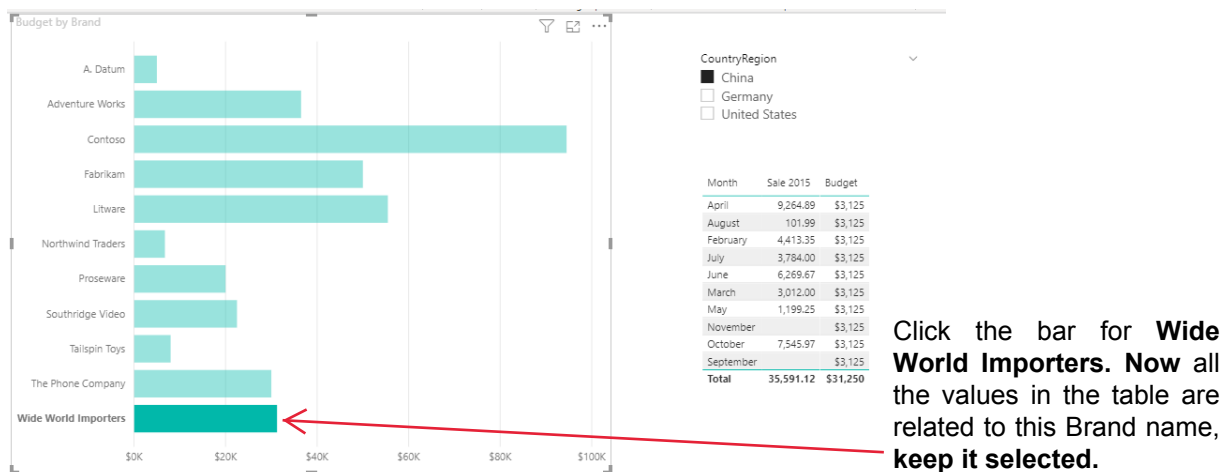 Budget by Brand
A. Datum
Adventure Works
Contoso
Fabrikam
Litware
Northwind Traders
Proseware
Southridge Video
Tailspin Toys
The Phone Company
Wide World Importers
$0K $20K $40K $60K $80K $100K
CountryRegion
China
Germany
United States
Month Sale 2015 Budget
April 9,264.89 $3,125
August 101.99 $3,125
February 4,413.35 $3,125
July 3,784.00 $3,125
June 6,269.67 $3,125
March 3,012.00 $3,125
May 1,199.25 $3,125
November $3,125
October 7,545.97 $3,125
September $3,125
Total 35,591.12 $31,250
Click the bar for Wide
World Importers. Now all
the values in the table are
related to this Brand name,
keep it selected.